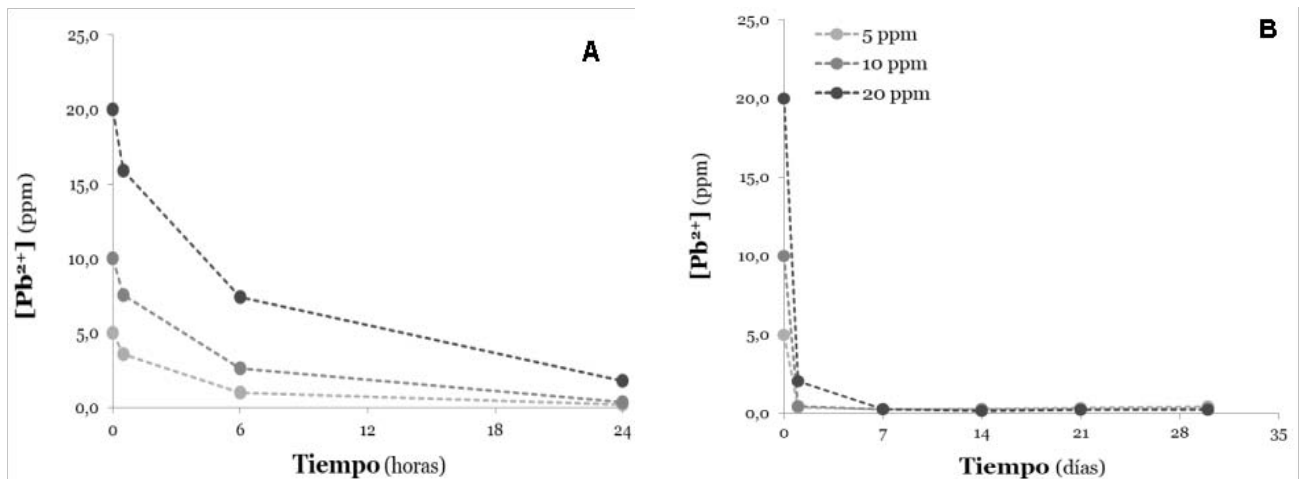 A
25,0
20,0
15,0
10,0
5,0
0,0
[Pb²⁺] (ppm)
0 6 12 18 24
Tiempo (horas)
B
5 ppm
10 ppm
20 ppm
25,0
20,0
15,0
10,0
5,0
0,0
[Pb²⁺] (ppm)
0 7 14 21 28 35
Tiempo (días)